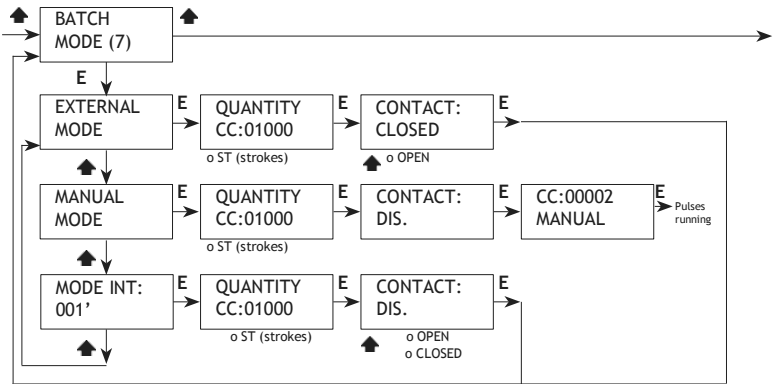 BATCH
MODE (7)
E
EXTERNAL
MODE
E
QUANTITY
CC:01000
o ST (strokes)
E
CONTACT:
CLOSED
o OPEN
E
MANUAL
MODE
E
QUANTITY
CC:01000
o ST (strokes)
E
CONTACT:
DIS.
E
CC:00002
MANUAL
E
Pulses
running
MODE INT:
001’
E
QUANTITY
CC:01000
o ST (strokes)
E
CONTACT:
DIS.
o OPEN
o CLOSED
E